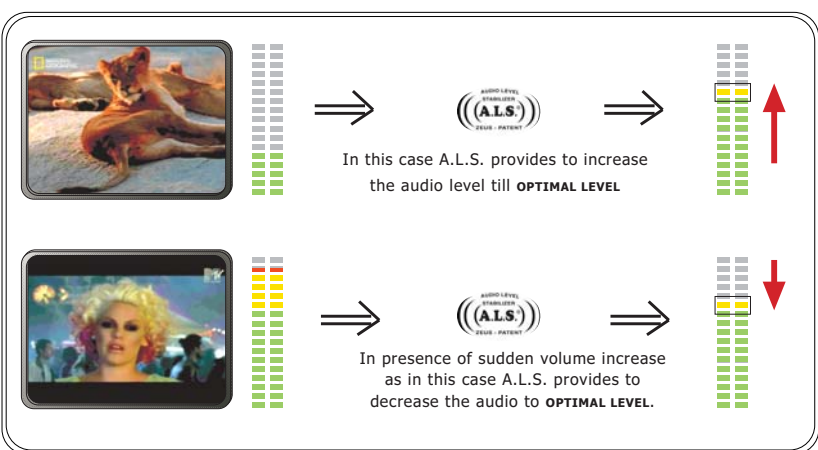 NATIONAL
GEOGRAPHIC
AUDIO LEVEL
STABILIZER
A.L.S.®
ZEUS - PATENT
In this case A.L.S. provides to increase
the audio level till OPTIMAL LEVEL
AUDIO LEVEL
STABILIZER
A.L.S.®
ZEUS - PATENT
In presence of sudden volume increase
as in this case A.L.S. provides to
decrease the audio to OPTIMAL LEVEL.